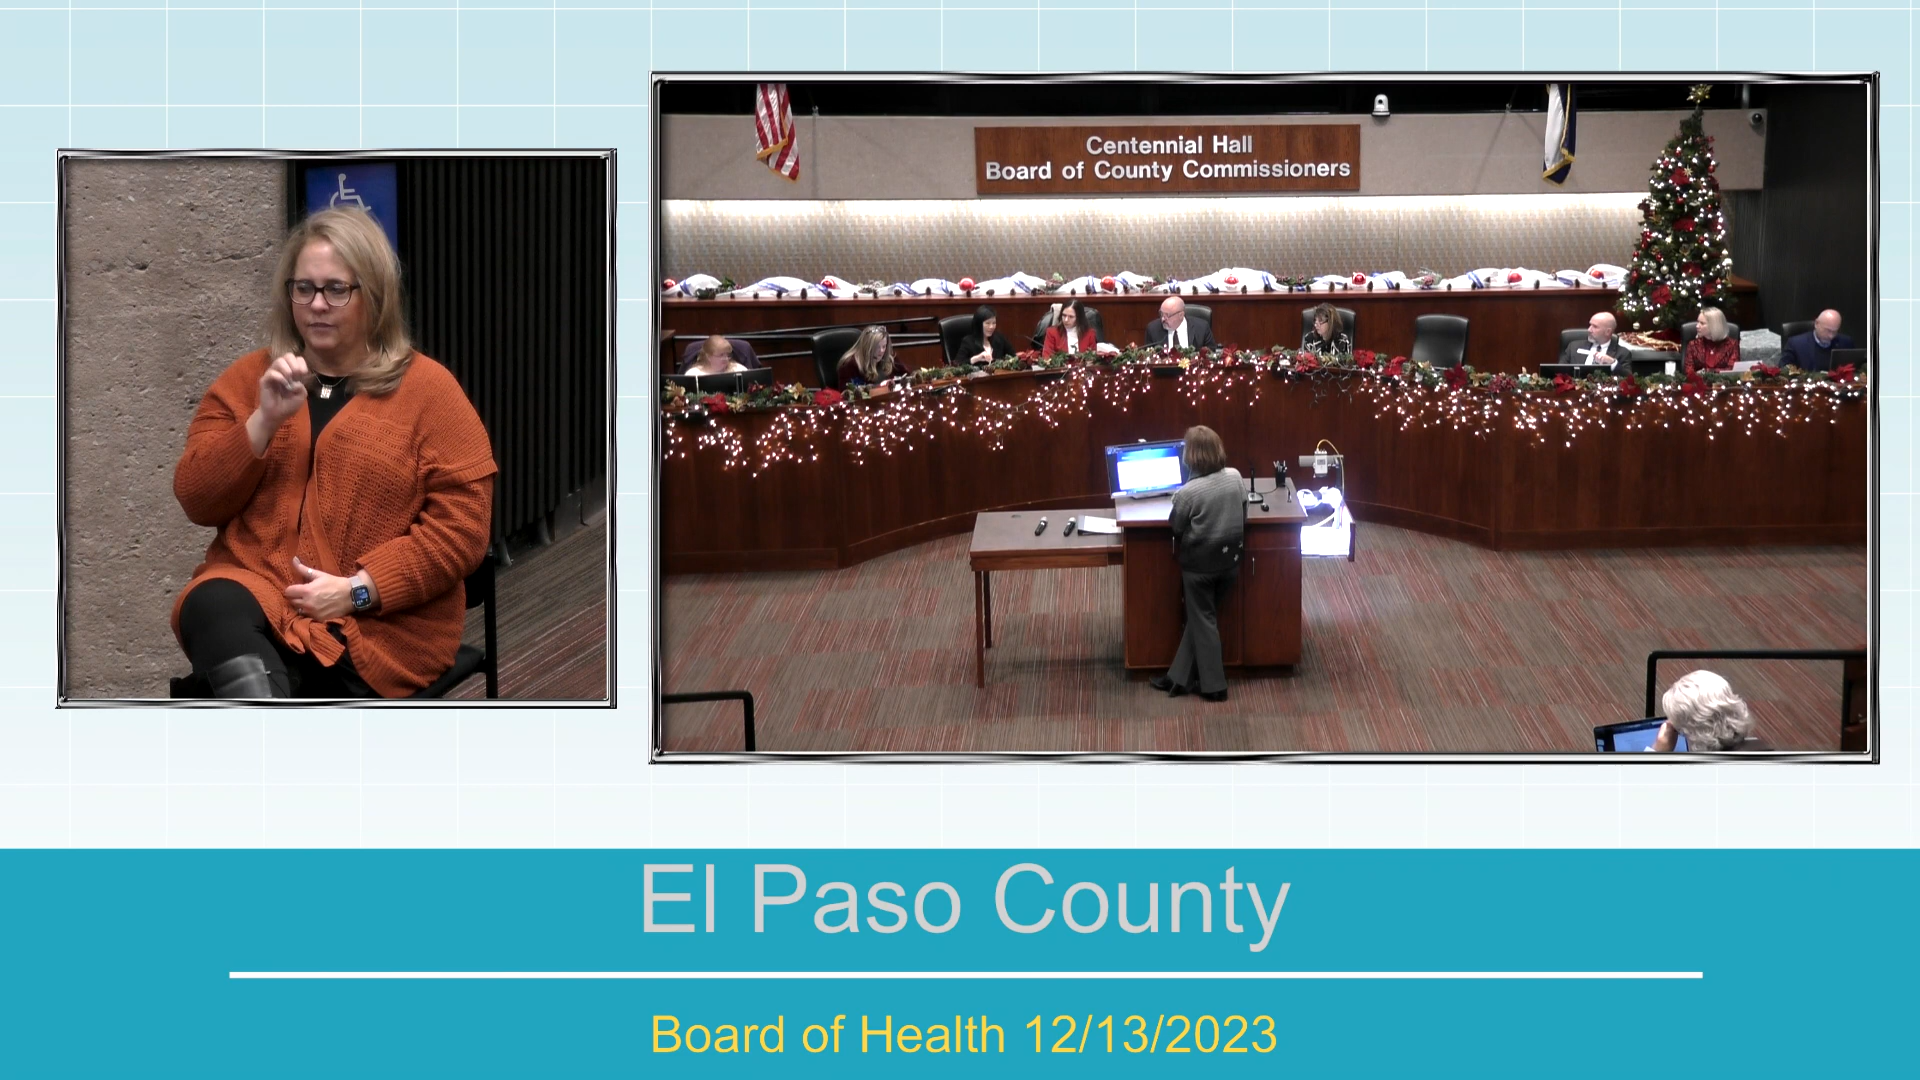 Centennial Hall
Board of County Commissioners
El Paso County
Board of Health 12/13/2023